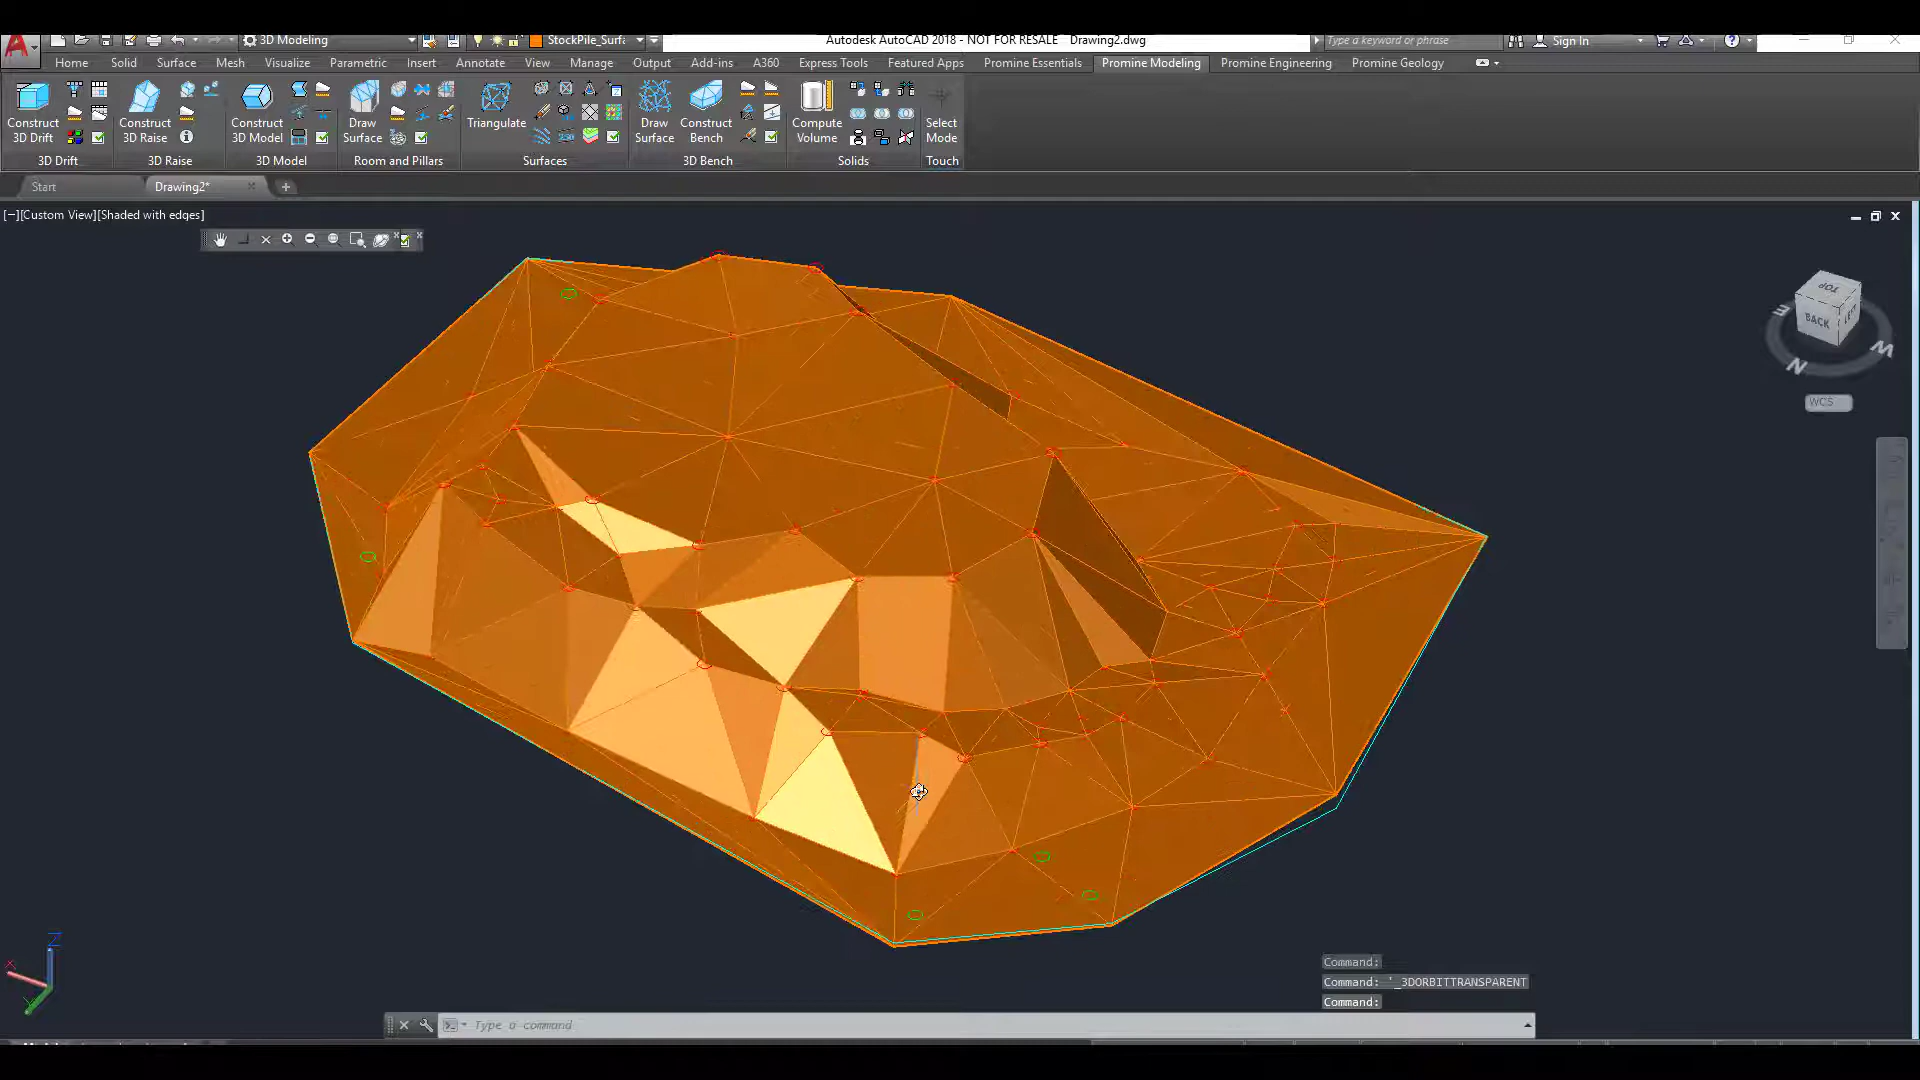 3D Modeling
StockPile_Surfa
Autodesk AutoCAD 2018 - NOT FOR RESALE Drawing2.dwg
Type a keyword or phrase
Sign In
Home Solid Surface Mesh Visualize Parametric Insert Annotate View Manage Output Add-ins A360 Express Tools Featured Apps Promine Essentials Promine Modeling Promine Engineering Promine Geology
Construct 3D Drift
Construct 3D Raise
Construct 3D Model
Draw Surface
Triangulate
Draw Surface
Construct Bench
Compute Volume
Select Mode
3D Drift 3D Raise 3D Model Room and Pillars Surfaces 3D Bench Solids Touch
Start Drawing2*
[−][Custom View][Shaded with edges]
TOP
BACK
E
W
N
WCS
Z
X
Y
Command:
Command: '_3DORBITTRANSPARENT
Command:
Type a command